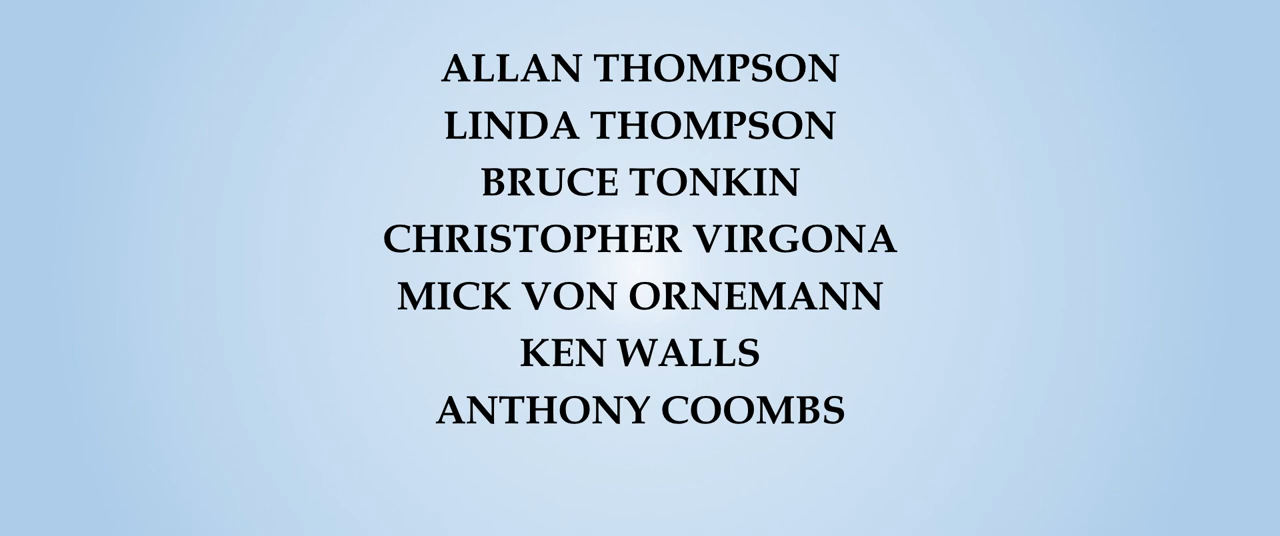 ALLAN THOMPSON
LINDA THOMPSON
BRUCE TONKIN
CHRISTOPHER VIRGONA
MICK VON ORNEMANN
KEN WALLS
ANTHONY COOMBS